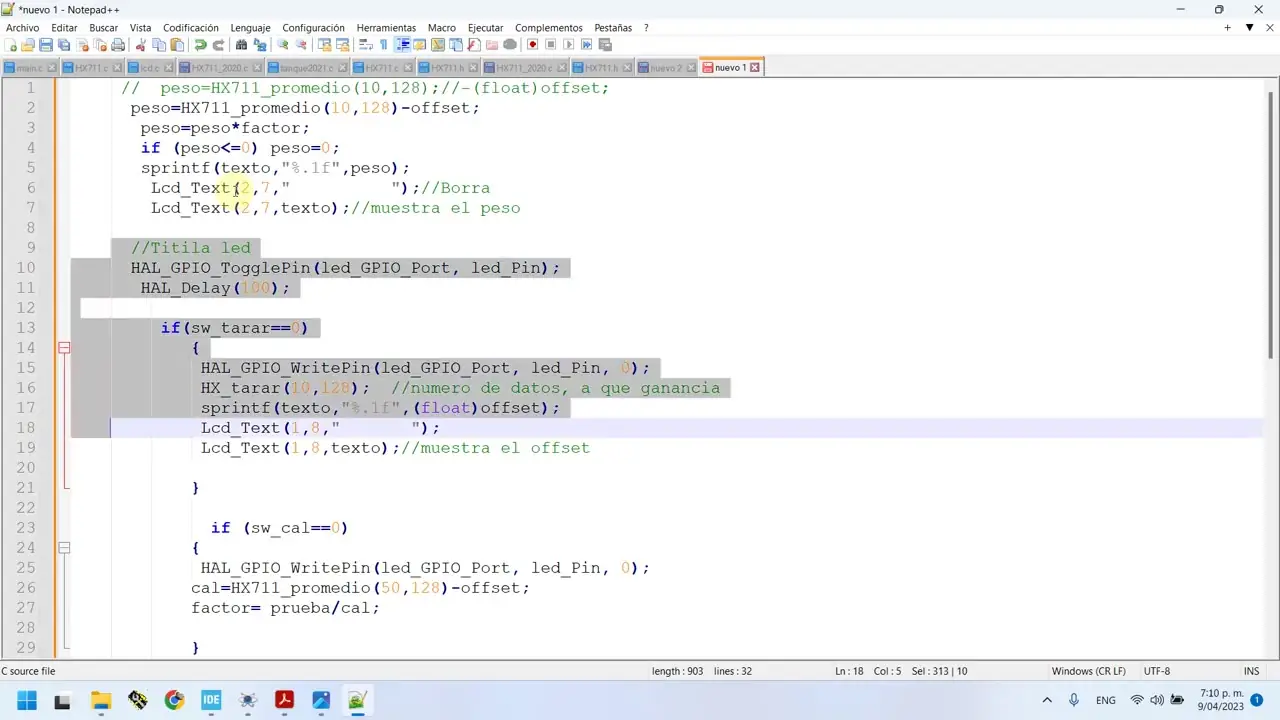 *nuevo 1 - Notepad++
Archivo Editar Buscar Vista Codificación Lenguaje Configuración Herramientas Macro Ejecutar Complementos Pestañas ?
main.c HX711.c lcd.c HX711_2020.c tanque2021.c HX711.c HX711.h HX711_2020.c HX711.h nuevo 2 nuevo 1
1 // peso=HX711_promedio(10,128);//-(float)offset;
2 peso=HX711_promedio(10,128)-offset;
3 peso=peso*factor;
4 if (peso<=0) peso=0;
5 sprintf(texto,"%.1f",peso);
6 Lcd_Text(2,7,"          ");//Borra
7 Lcd_Text(2,7,texto);//muestra el peso
8
9 //Titila led
10 HAL_GPIO_TogglePin(led_GPIO_Port, led_Pin);
11 HAL_Delay(100);
12
13 if(sw_tarar==0)
14 {
15 HAL_GPIO_WritePin(led_GPIO_Port, led_Pin, 0);
16 HX_tarar(10,128); //numero de datos, a que ganancia
17 sprintf(texto,"%.1f",(float)offset);
18 Lcd_Text(1,8,"       ");
19 Lcd_Text(1,8,texto);//muestra el offset
20
21 }
22
23 if (sw_cal==0)
24 {
25 HAL_GPIO_WritePin(led_GPIO_Port, led_Pin, 0);
26 cal=HX711_promedio(50,128)-offset;
27 factor= prueba/cal;
28
29 }
C source file length : 903 lines : 32 Ln : 18 Col : 5 Sel : 313 | 10 Windows (CR LF) UTF-8 INS
IDE ENG 7:10 p. m.
9/04/2023 1